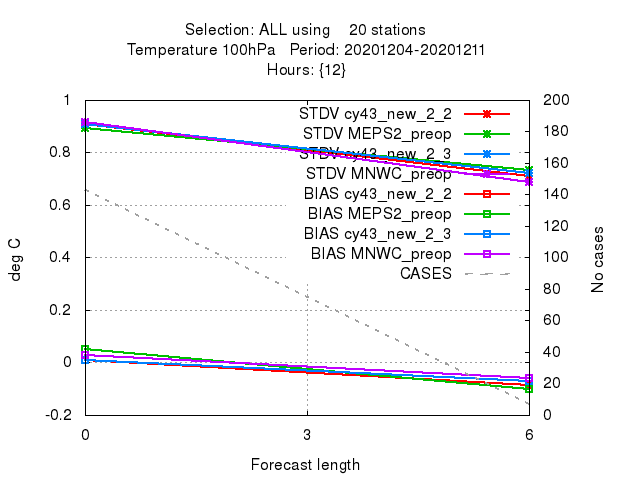 Selection: ALL using    20 stations
Temperature 100hPa   Period: 20201204-20201211
Hours: {12}
1
0.8
0.6
0.4
0.2
0
-0.2
deg C
STDV cy43_new_2_2
STDV MEPS2_preop
STDV cy43_new_2_3
STDV MNWC_preop
BIAS cy43_new_2_2
BIAS MEPS2_preop
BIAS cy43_new_2_3
BIAS MNWC_preop
CASES
200
180
160
140
120
100
80
60
40
20
0
No cases
0 3 6
Forecast length